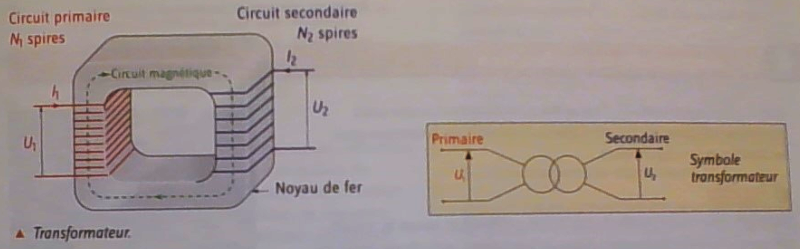 Circuit primaire
N₁ spires
Circuit secondaire
N₂ spires
Circuit magnétique
I₁
I₂
U₁
U₂
Noyau de fer
▲ Transformateur.
Primaire
Secondaire
U₁
U₂
Symbole
transformateur